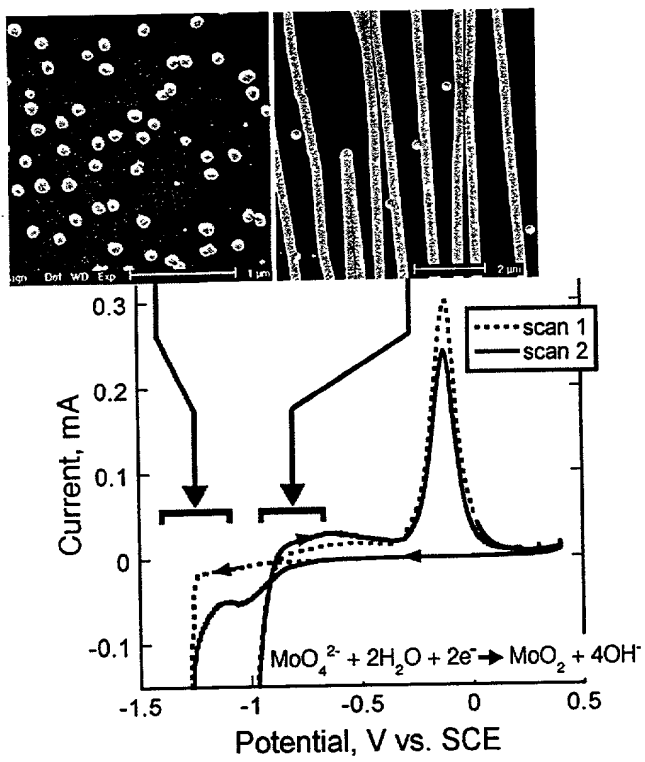 sign Det WD Exp 1 μm
2 μm
0.3
0.2
0.1
0
-0.1
Current, mA
scan 1
scan 2
MoO₄²⁻ + 2H₂O + 2e⁻ → MoO₂ + 4OH⁻
-1.5 -1 -0.5 0 0.5
Potential, V vs. SCE